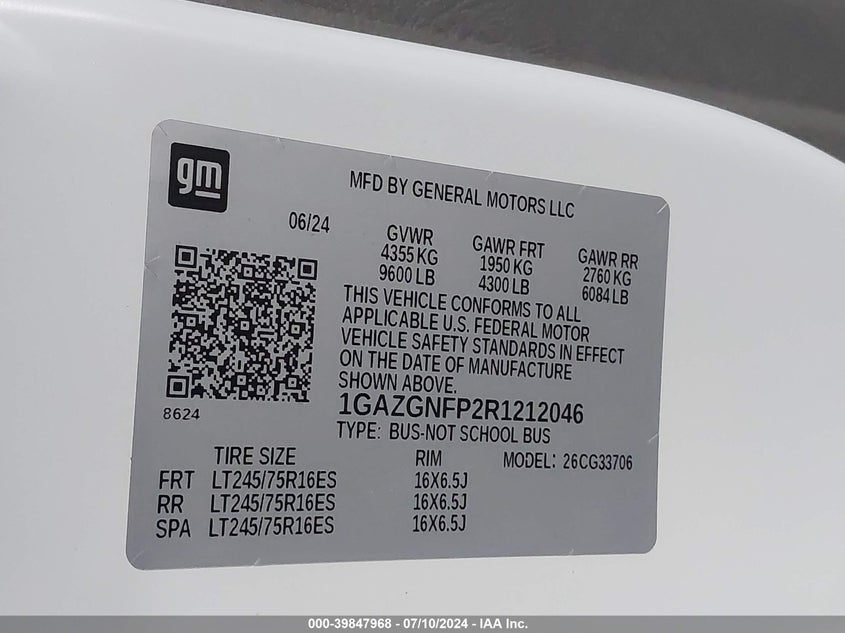 gm
MFD BY GENERAL MOTORS LLC
06/24
GVWR
4355 KG
9600 LB
GAWR FRT
1950 KG
4300 LB
GAWR RR
2760 KG
6084 LB
THIS VEHICLE CONFORMS TO ALL
APPLICABLE U.S. FEDERAL MOTOR
VEHICLE SAFETY STANDARDS IN EFFECT
ON THE DATE OF MANUFACTURE
SHOWN ABOVE.
8624
1GAZGNFP2R1212046
TYPE: BUS-NOT SCHOOL BUS
TIRE SIZE RIM MODEL: 26CG33706
FRT LT245/75R16ES 16X6.5J
RR LT245/75R16ES 16X6.5J
SPA LT245/75R16ES 16X6.5J
000-39847968 - 07/10/2024 - IAA Inc.